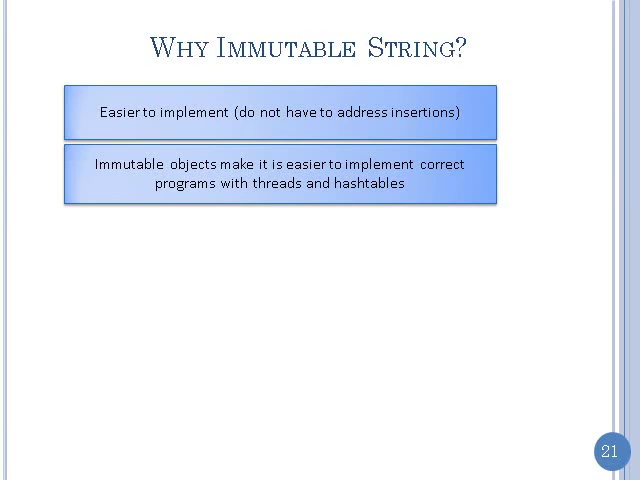 WHY IMMUTABLE STRING?
Easier to implement (do not have to address insertions)
Immutable objects make it is easier to implement correct
programs with threads and hashtables
21